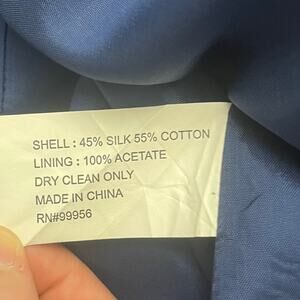 SHELL : 45% SILK 55% COTTON
LINING : 100% ACETATE
DRY CLEAN ONLY
MADE IN CHINA
RN#99956